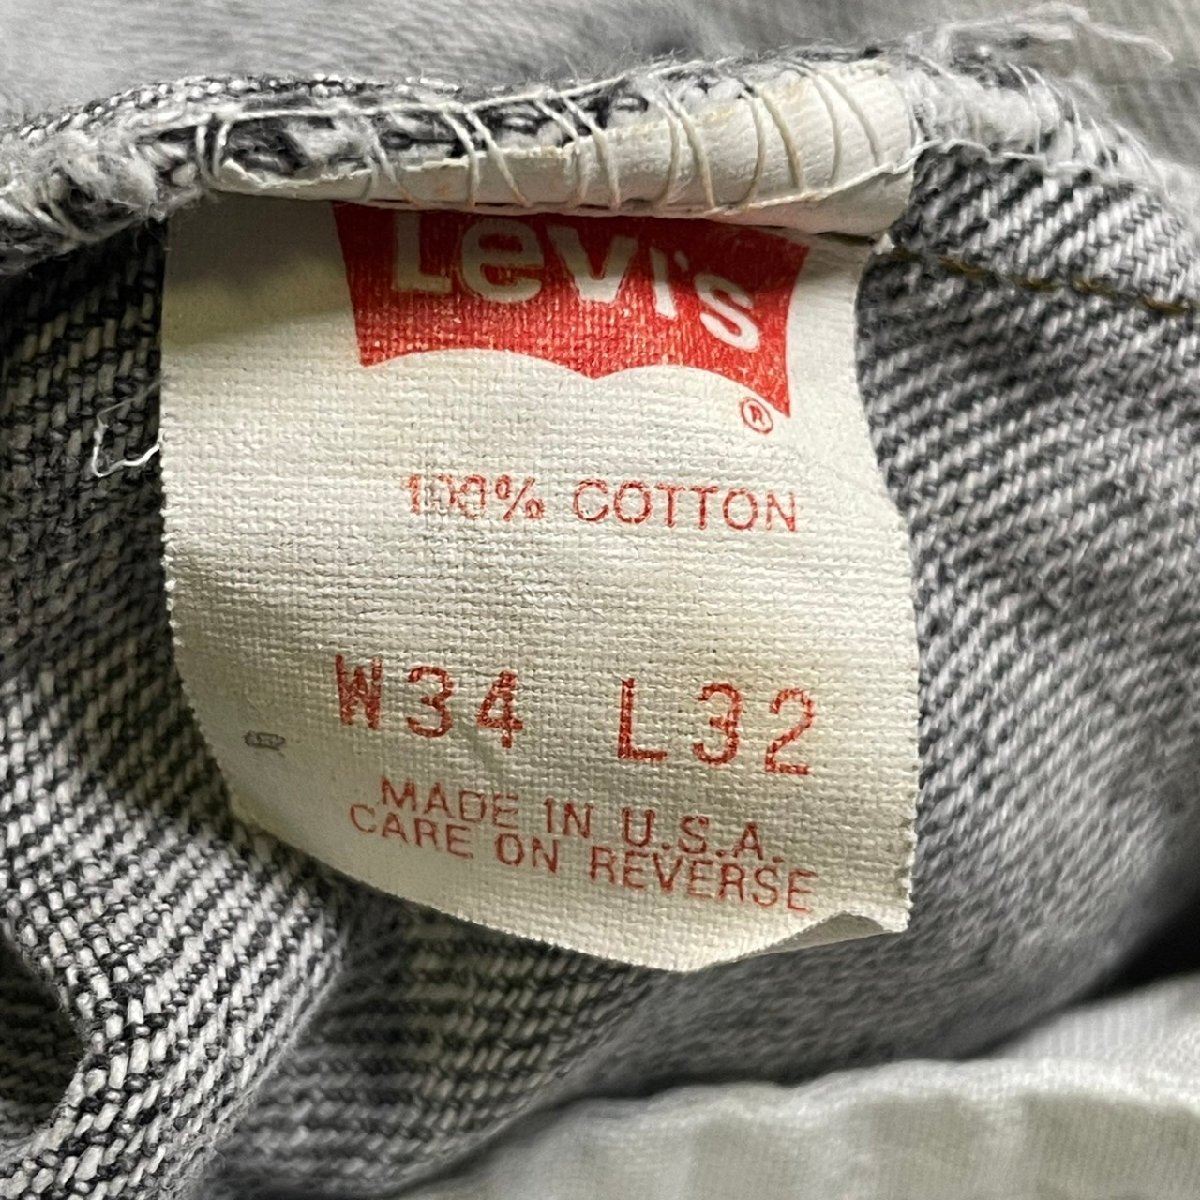 Levi's
®
100% COTTON
W34 L32
MADE IN U.S.A.
CARE ON REVERSE